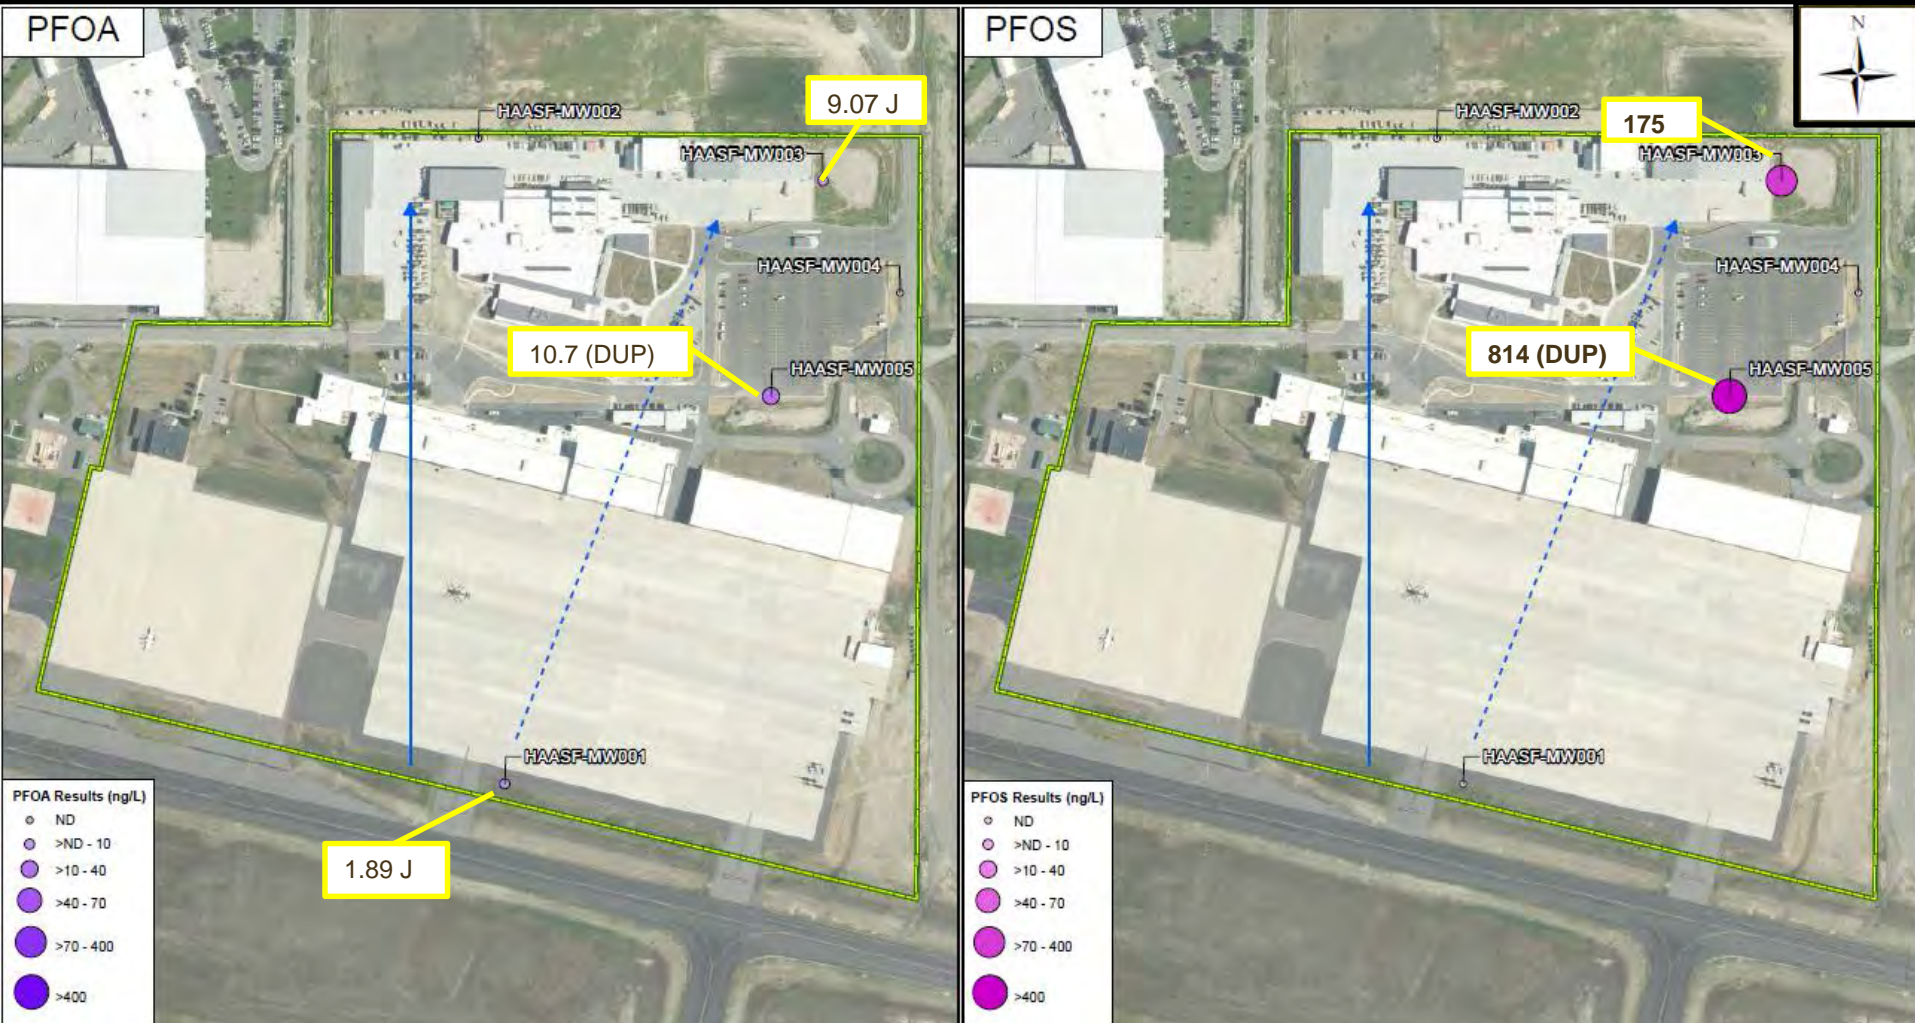 PFOA
HAASF-MW002
9.07 J
HAASF-MW003
HAASF-MW004
10.7 (DUP)
HAASF-MW005
HAASF-MW001
1.89 J
PFOA Results (ng/L)
ND
>ND - 10
>10 - 40
>40 - 70
>70 - 400
>400
PFOS
N
HAASF-MW002
175
HAASF-MW003
HAASF-MW004
814 (DUP)
HAASF-MW005
HAASF-MW001
PFOS Results (ng/L)
ND
>ND - 10
>10 - 40
>40 - 70
>70 - 400
>400